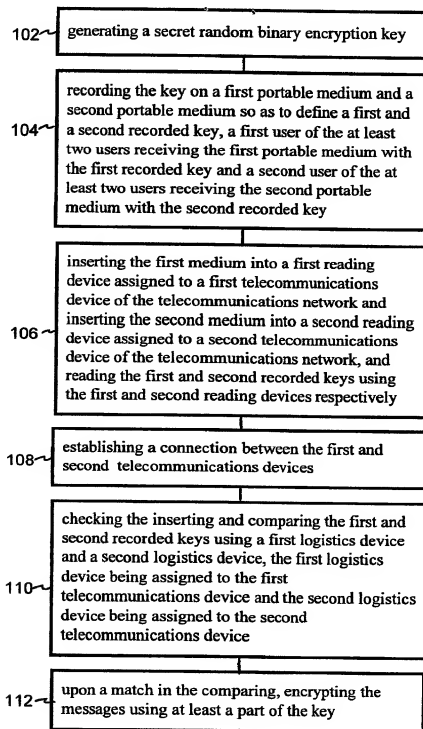 102
generating a secret random binary encryption key
104
recording the key on a first portable medium and a
second portable medium so as to define a first and
a second recorded key, a first user of the at least
two users receiving the first portable medium with
the first recorded key and a second user of the at
least two users receiving the second portable
medium with the second recorded key
106
inserting the first medium into a first reading
device assigned to a first telecommunications
device of the telecommunications network and
inserting the second medium into a second reading
device assigned to a second telecommunications
device of the telecommunications network, and
reading the first and second recorded keys using
the first and second reading devices respectively
108
establishing a connection between the first and
second telecommunications devices
110
checking the inserting and comparing the first and
second recorded keys using a first logistics device
and a second logistics device, the first logistics
device being assigned to the first
telecommunications device and the second logistics
device being assigned to the second
telecommunications device
112
upon a match in the comparing, encrypting the
messages using at least a part of the key